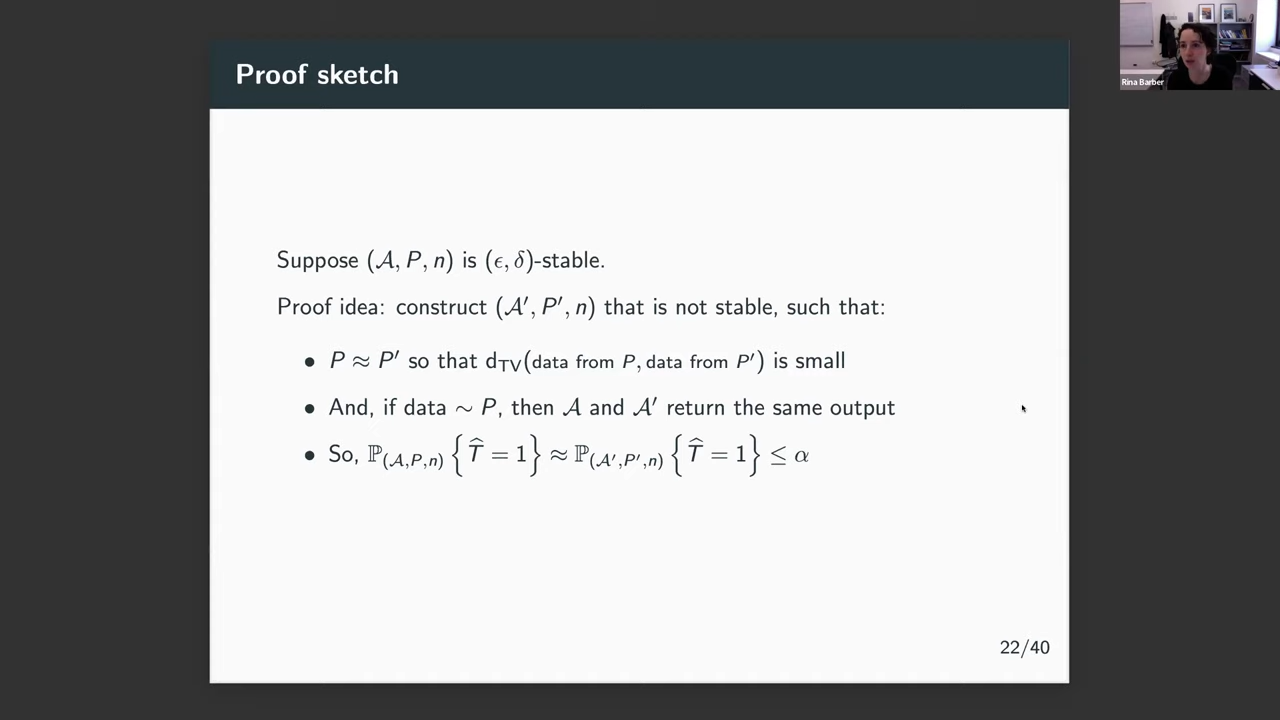 Proof sketch
Rina Barber
Suppose (𝒜, P, n) is (ϵ, δ)-stable.
Proof idea: construct (𝒜′, P′, n) that is not stable, such that:
• P ≈ P′ so that d_TV(data from P, data from P′) is small
• And, if data ∼ P, then 𝒜 and 𝒜′ return the same output
• So, ℙ_(𝒜,P,n) { T̂ = 1 } ≈ ℙ_(𝒜′,P′,n) { T̂ = 1 } ≤ α
22/40